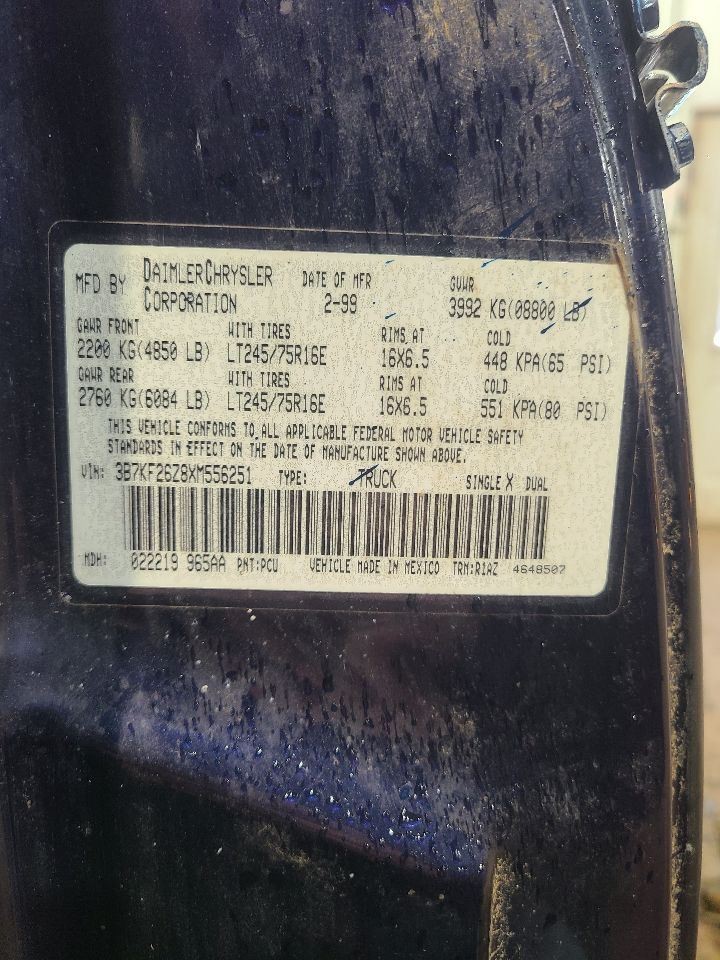 MFD BY DAIMLERCHRYSLER CORPORATION DATE OF MFR 2-99 GVWR 3992 KG(08800 LB)
GAWR FRONT WITH TIRES RIMS AT COLD
2200 KG(4850 LB) LT245/75R16E 16X6.5 448 KPA(65 PSI)
GAWR REAR WITH TIRES RIMS AT COLD
2760 KG(6084 LB) LT245/75R16E 16X6.5 551 KPA(80 PSI)
THIS VEHICLE CONFORMS TO ALL APPLICABLE FEDERAL MOTOR VEHICLE SAFETY
STANDARDS IN EFFECT ON THE DATE OF MANUFACTURE SHOWN ABOVE.
VIN: 3B7KF26Z8XM556251 TYPE: TRUCK SINGLE X DUAL
MDH: 022219 965AA PNT:PCU VEHICLE MADE IN MEXICO TRM:R1AZ 4648507